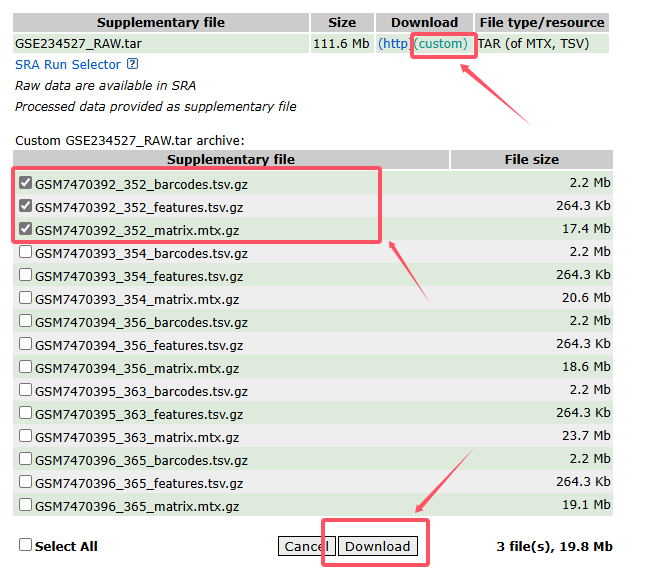 Supplementary file Size Download File type/resource
GSE234527_RAW.tar 111.6 Mb (http)(custom) TAR (of MTX, TSV)
SRA Run Selector ?
Raw data are available in SRA
Processed data provided as supplementary file
Custom GSE234527_RAW.tar archive:
Supplementary file File size
GSM7470392_352_barcodes.tsv.gz 2.2 Mb
GSM7470392_352_features.tsv.gz 264.3 Kb
GSM7470392_352_matrix.mtx.gz 17.4 Mb
GSM7470393_354_barcodes.tsv.gz 2.2 Mb
GSM7470393_354_features.tsv.gz 264.3 Kb
GSM7470393_354_matrix.mtx.gz 20.6 Mb
GSM7470394_356_barcodes.tsv.gz 2.2 Mb
GSM7470394_356_features.tsv.gz 264.3 Kb
GSM7470394_356_matrix.mtx.gz 18.6 Mb
GSM7470395_363_barcodes.tsv.gz 2.2 Mb
GSM7470395_363_features.tsv.gz 264.3 Kb
GSM7470395_363_matrix.mtx.gz 23.7 Mb
GSM7470396_365_barcodes.tsv.gz 2.2 Mb
GSM7470396_365_features.tsv.gz 264.3 Kb
GSM7470396_365_matrix.mtx.gz 19.1 Mb
Select All Cancel Download 3 file(s), 19.8 Mb